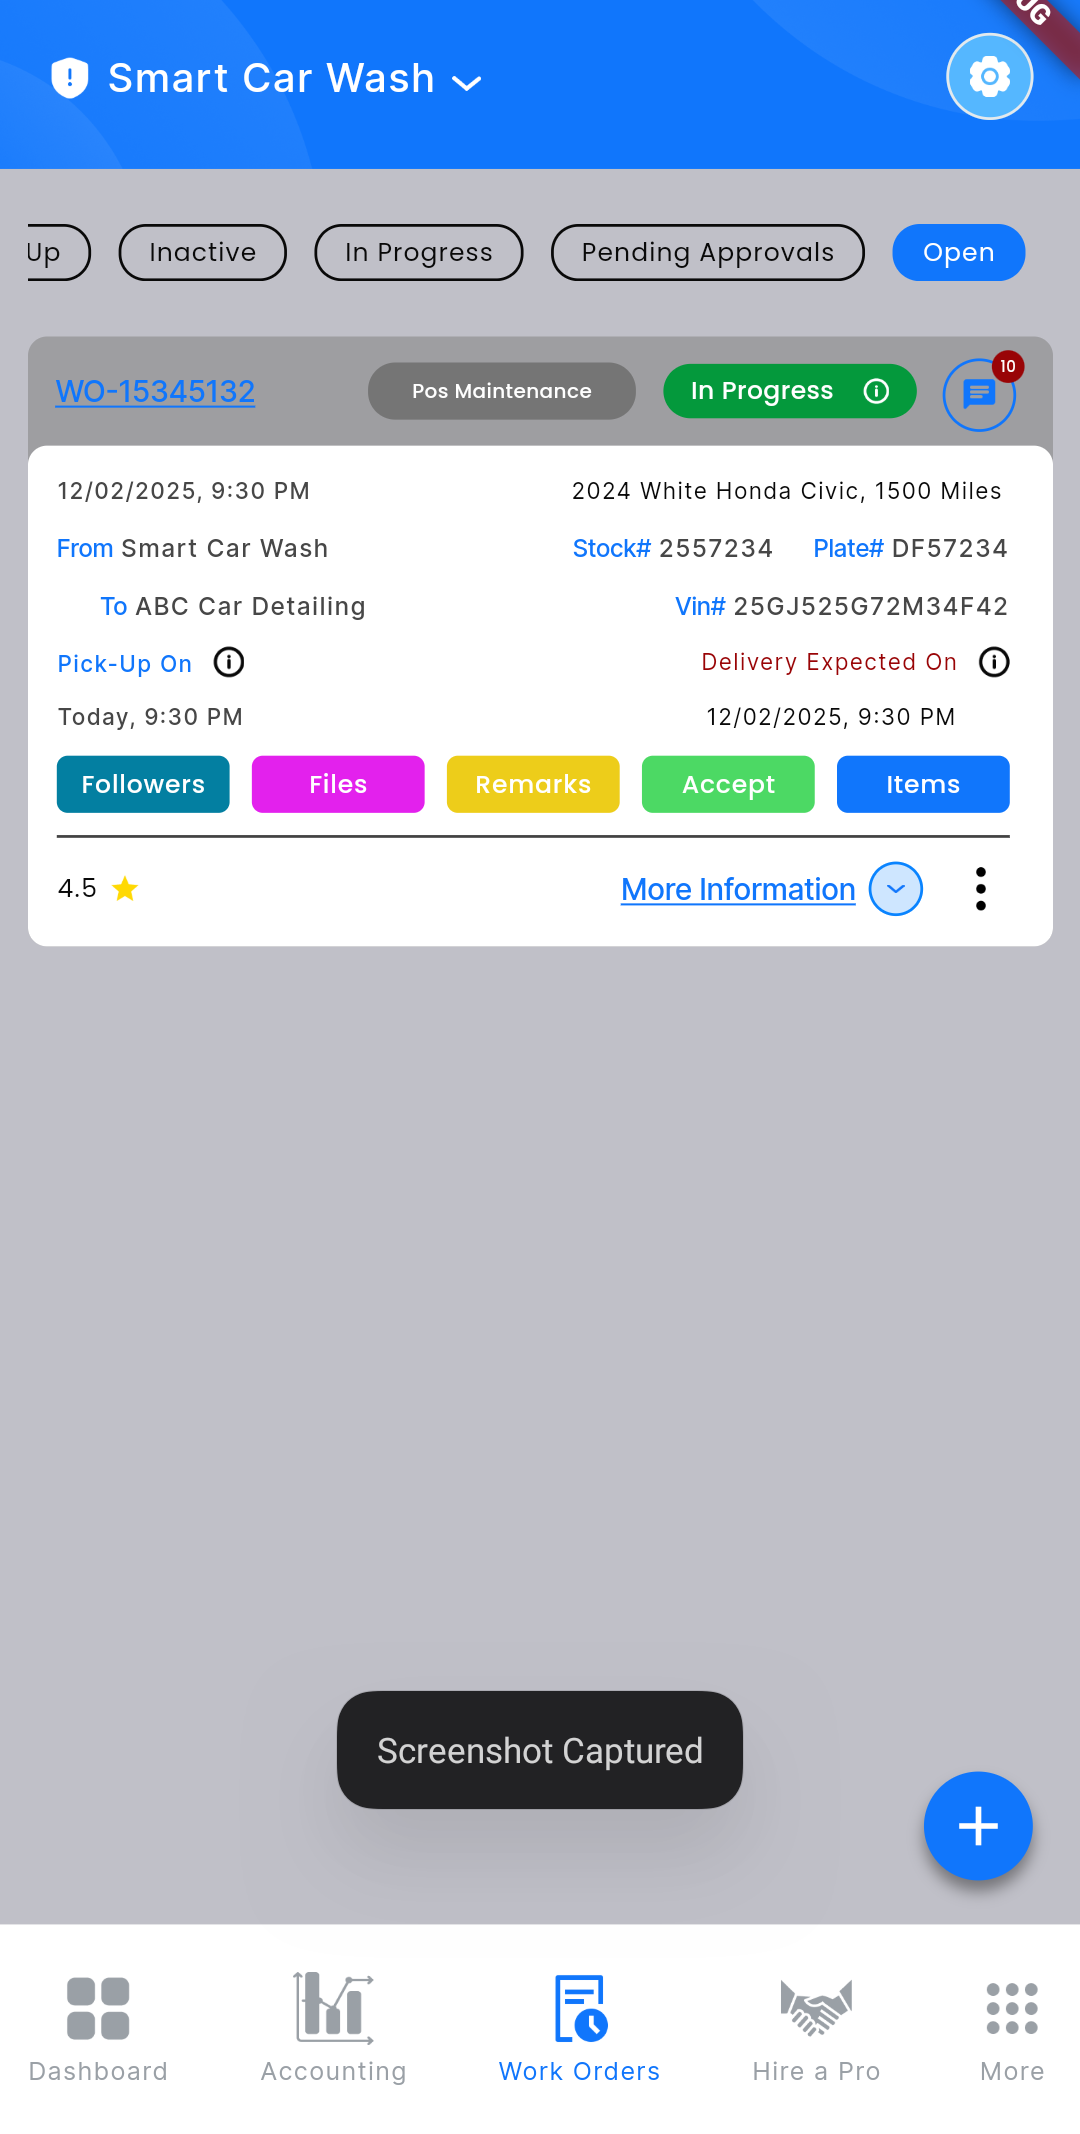 UG
Smart Car Wash
Up Inactive In Progress Pending Approvals Open
WO-15345132 Pos Maintenance In Progress 10
12/02/2025, 9:30 PM 2024 White Honda Civic, 1500 Miles
From Smart Car Wash Stock# 2557234 Plate# DF57234
To ABC Car Detailing Vin# 25GJ525G72M34F42
Pick-Up On Delivery Expected On
Today, 9:30 PM 12/02/2025, 9:30 PM
Followers Files Remarks Accept Items
4.5 More Information
Screenshot Captured
Dashboard Accounting Work Orders Hire a Pro More